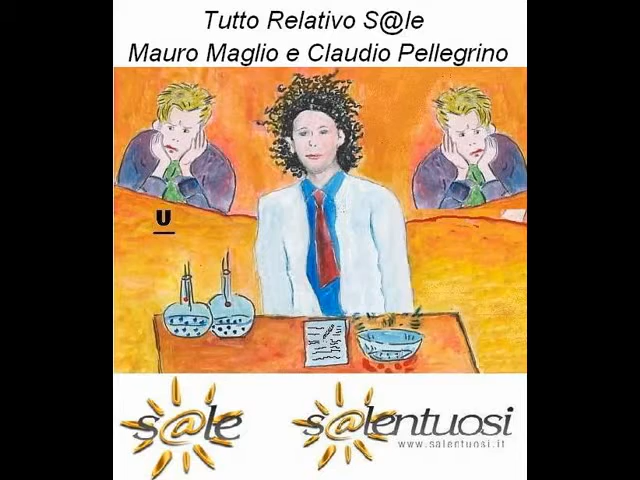 Tutto Relativo S@le
Mauro Maglio e Claudio Pellegrino
U
s@le
s@lentuosi
www.salentuosi.it